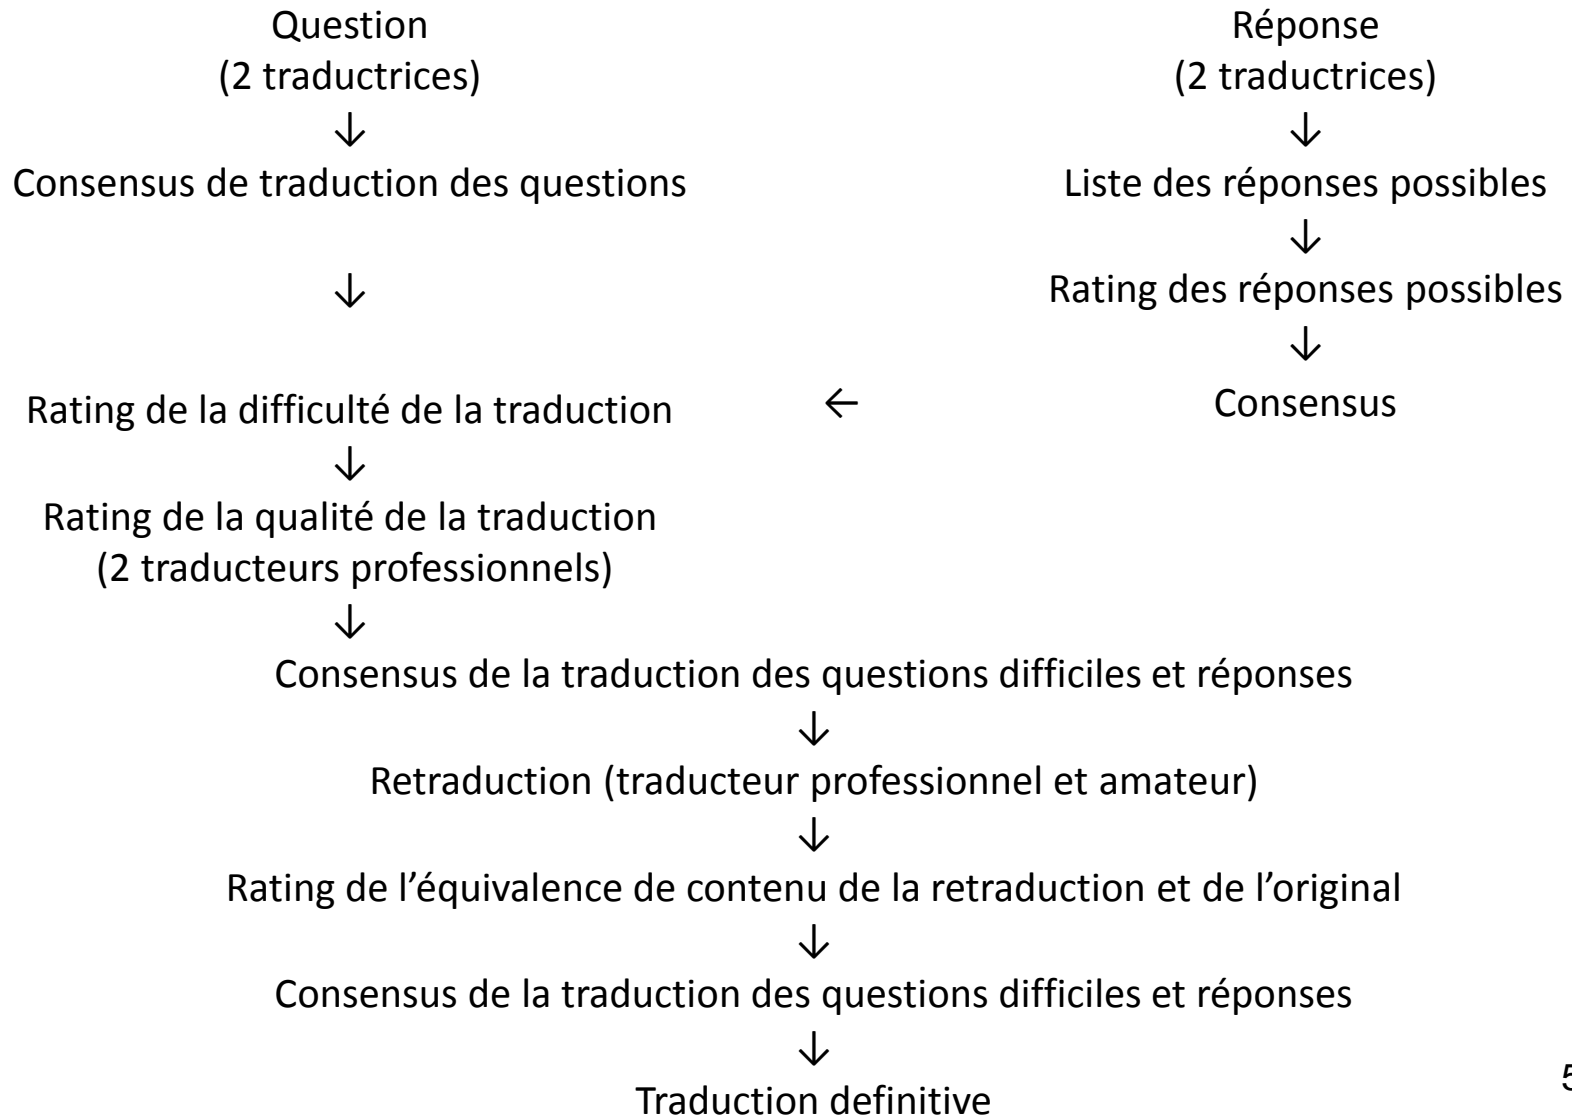 Question
(2 traductrices)
↓
Consensus de traduction des questions
↓
Réponse
(2 traductrices)
↓
Liste des réponses possibles
↓
Rating des réponses possibles
↓
Consensus
←
Rating de la difficulté de la traduction
↓
Rating de la qualité de la traduction
(2 traducteurs professionnels)
↓
Consensus de la traduction des questions difficiles et réponses
↓
Retraduction (traducteur professionnel et amateur)
↓
Rating de l’équivalence de contenu de la retraduction et de l’original
↓
Consensus de la traduction des questions difficiles et réponses
↓
Traduction definitive
5